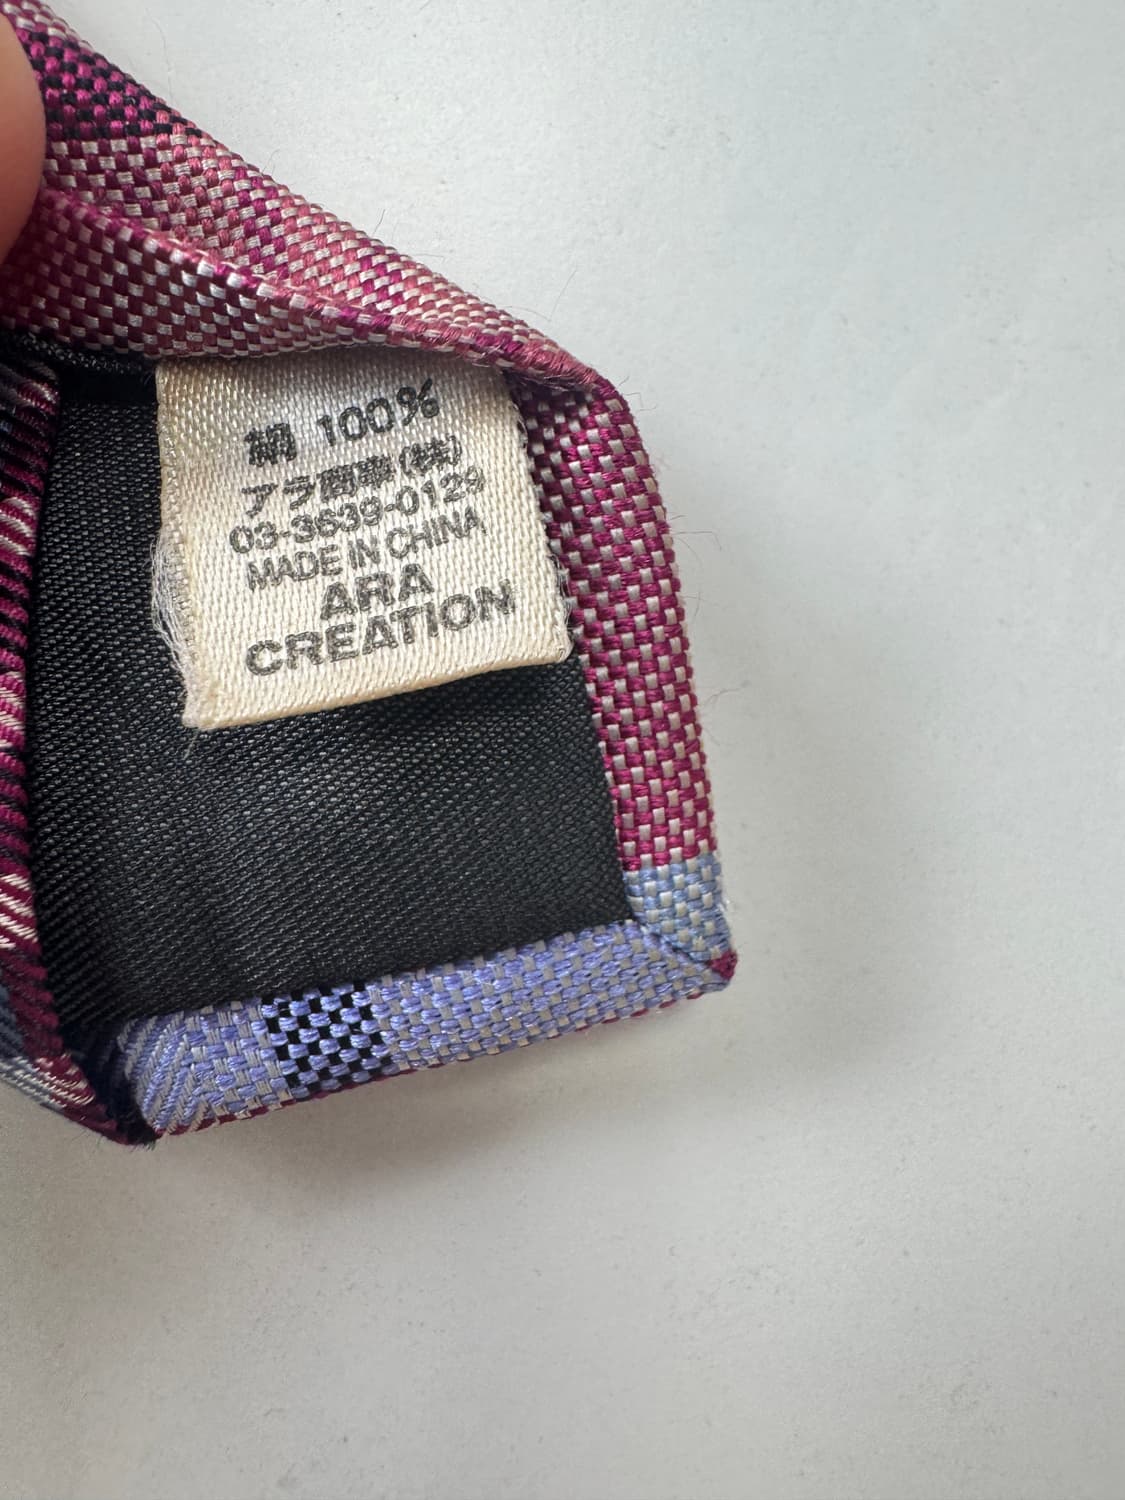 絹 100%
アラ商事(株)
03-3639-0129
MADE IN CHINA
ARA
CREATION